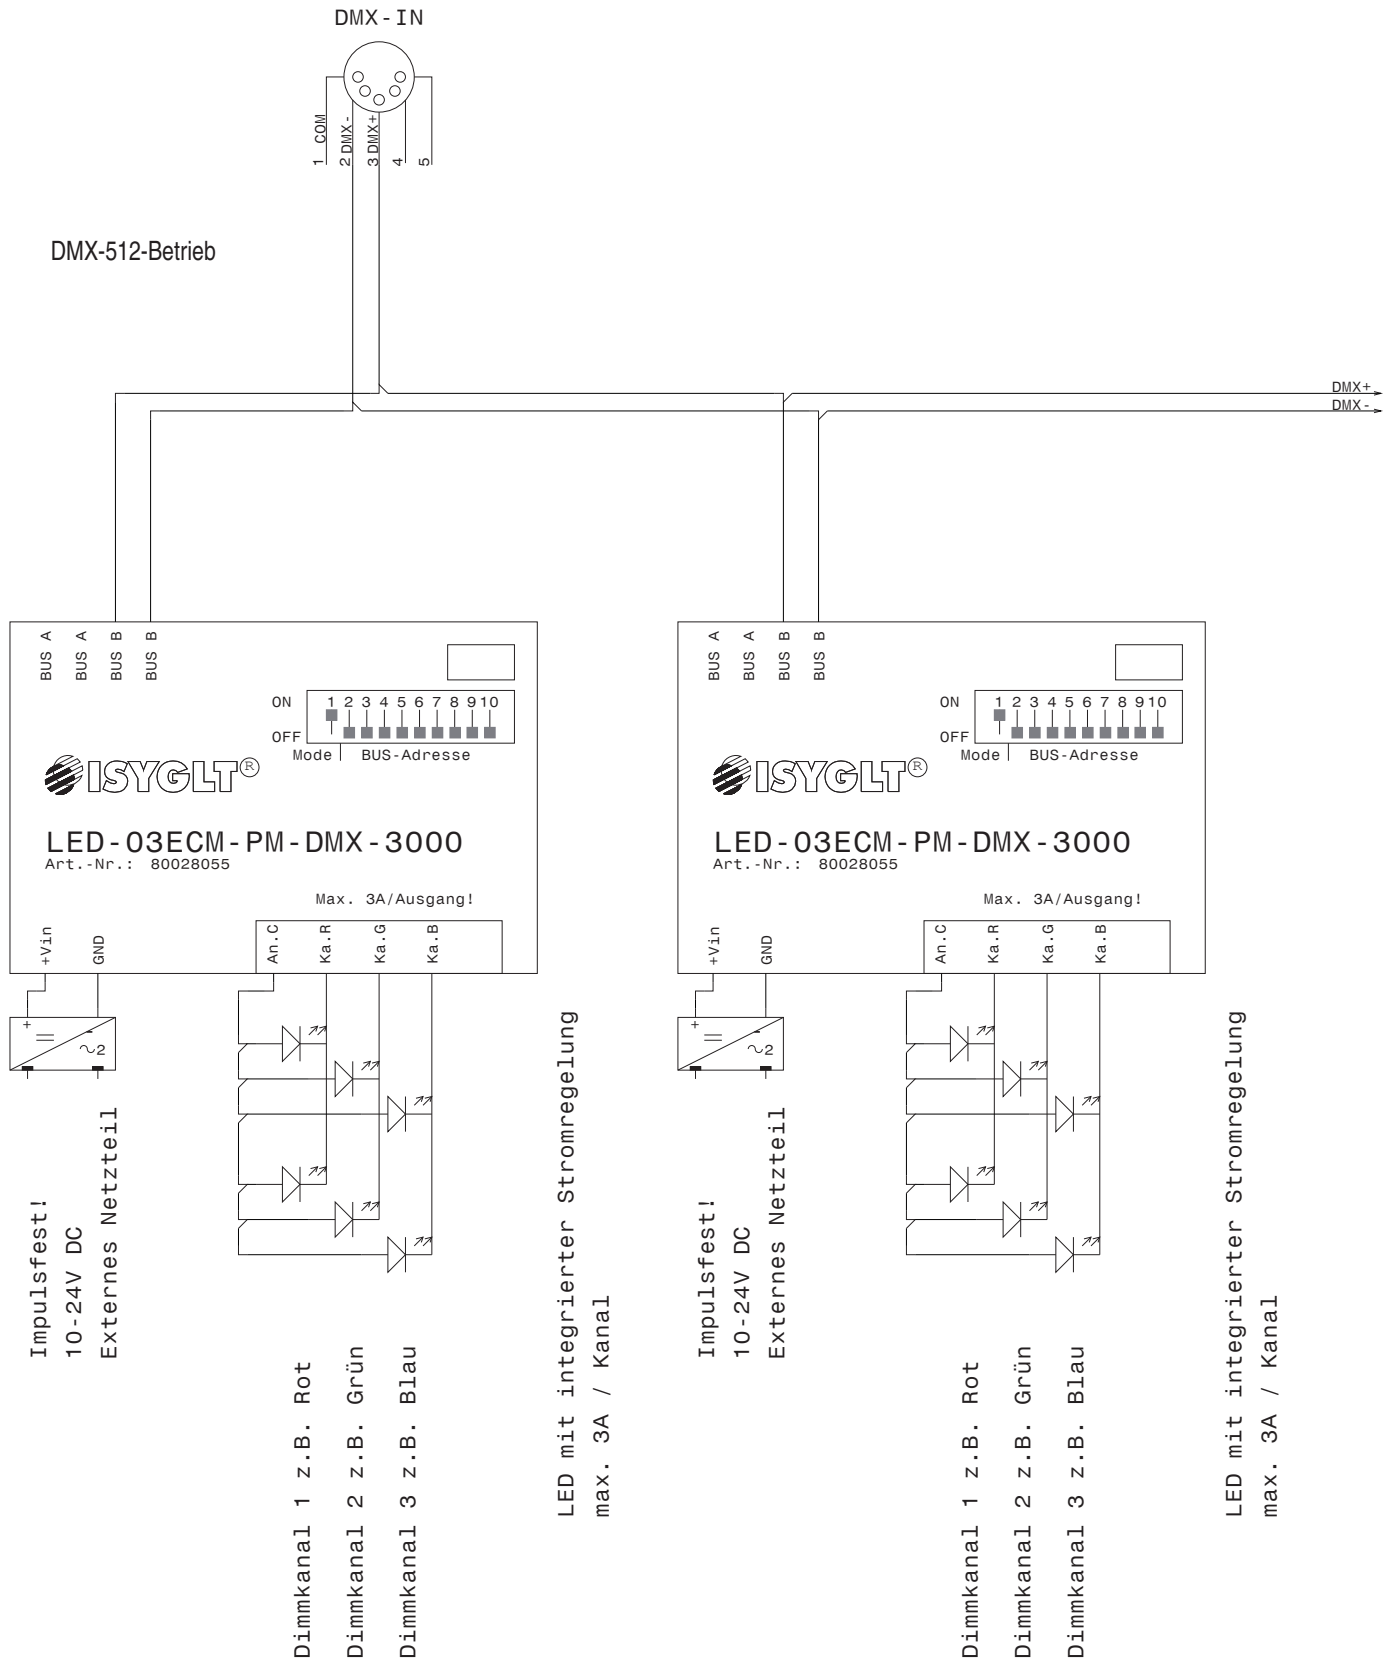 DMX-IN
1 COM
2 DMX-
3 DMX+
4
5
DMX-512-Betrieb
DMX+
DMX-
BUS A
BUS A
BUS B
BUS B
ON
1 2 3 4 5 6 7 8 9 10
OFF
Mode BUS-Adresse
ISYGLT®
LED-03ECM-PM-DMX-3000
Art.-Nr.: 80028055
Max. 3A/Ausgang!
+Vin
GND
An.C
Ka.R
Ka.G
Ka.B
+ -
~2
Impulsfest!
10-24V DC
Externes Netzteil
Dimmkanal 1 z.B. Rot
Dimmkanal 2 z.B. Grün
Dimmkanal 3 z.B. Blau
LED mit integrierter Stromregelung
max. 3A / Kanal
BUS A
BUS A
BUS B
BUS B
ON
1 2 3 4 5 6 7 8 9 10
OFF
Mode BUS-Adresse
ISYGLT®
LED-03ECM-PM-DMX-3000
Art.-Nr.: 80028055
Max. 3A/Ausgang!
+Vin
GND
An.C
Ka.R
Ka.G
Ka.B
+ -
~2
Impulsfest!
10-24V DC
Externes Netzteil
Dimmkanal 1 z.B. Rot
Dimmkanal 2 z.B. Grün
Dimmkanal 3 z.B. Blau
LED mit integrierter Stromregelung
max. 3A / Kanal